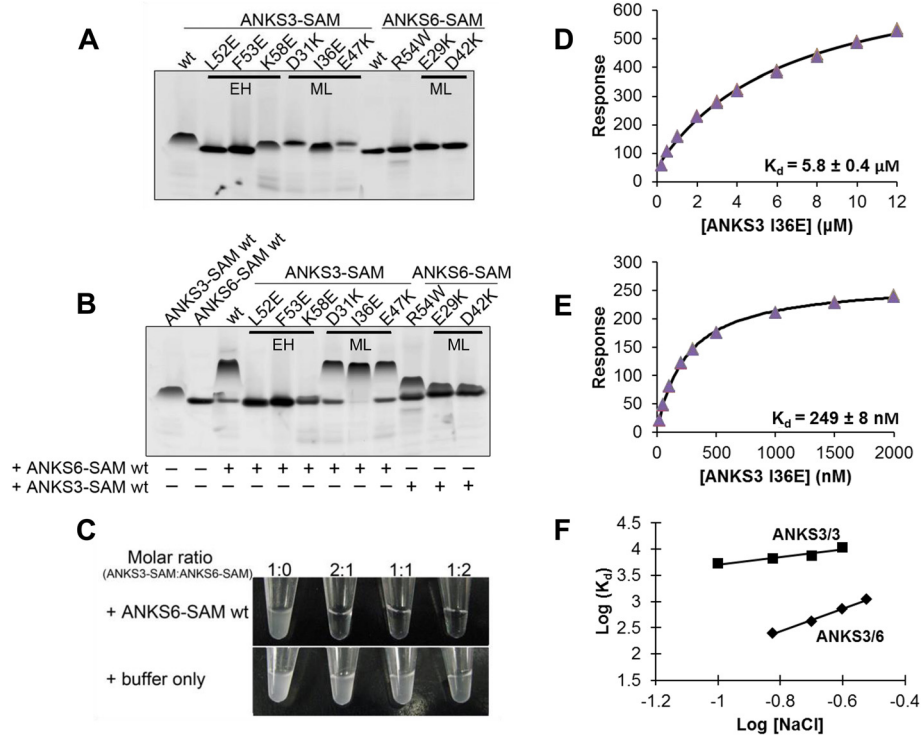 A
ANKS3-SAM
ANKS6-SAM
wt L52E F53E K58E D31K I36E E47K wt R54W E29K D42K
EH ML ML
B
ANKS3-SAM wt ANKS6-SAM wt
ANKS3-SAM
ANKS6-SAM
wt L52E F53E K58E D31K I36E E47K R54W E29K D42K
EH ML ML
+ ANKS6-SAM wt – – + + + + + + + – – –
+ ANKS3-SAM wt – – – – – – – – – + + +
C
Molar ratio
(ANKS3-SAM:ANKS6-SAM)
1:0 2:1 1:1 1:2
+ ANKS6-SAM wt
+ buffer only
D
600
500
400
300
200
100
0
Response
Kd = 5.8 ± 0.4 µM
0 2 4 6 8 10 12
[ANKS3 I36E] (µM)
E
300
250
200
150
100
50
0
Response
Kd = 249 ± 8 nM
0 500 1000 1500 2000
[ANKS3 I36E] (nM)
F
4.5
4
3.5
3
2.5
2
1.5
Log (Kd)
ANKS3/3
ANKS3/6
-1.2 -1 -0.8 -0.6 -0.4
Log [NaCl]